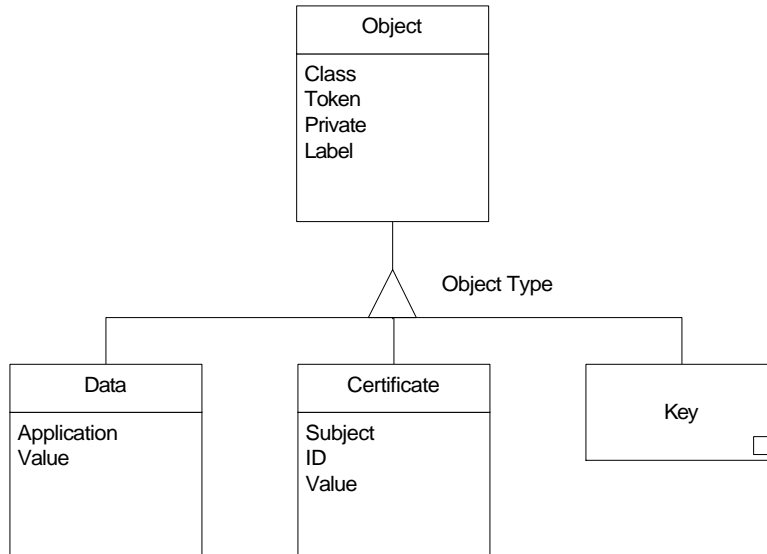 Object
Class
Token
Private
Label
Object Type
Data
Application
Value
Certificate
Subject
ID
Value
Key